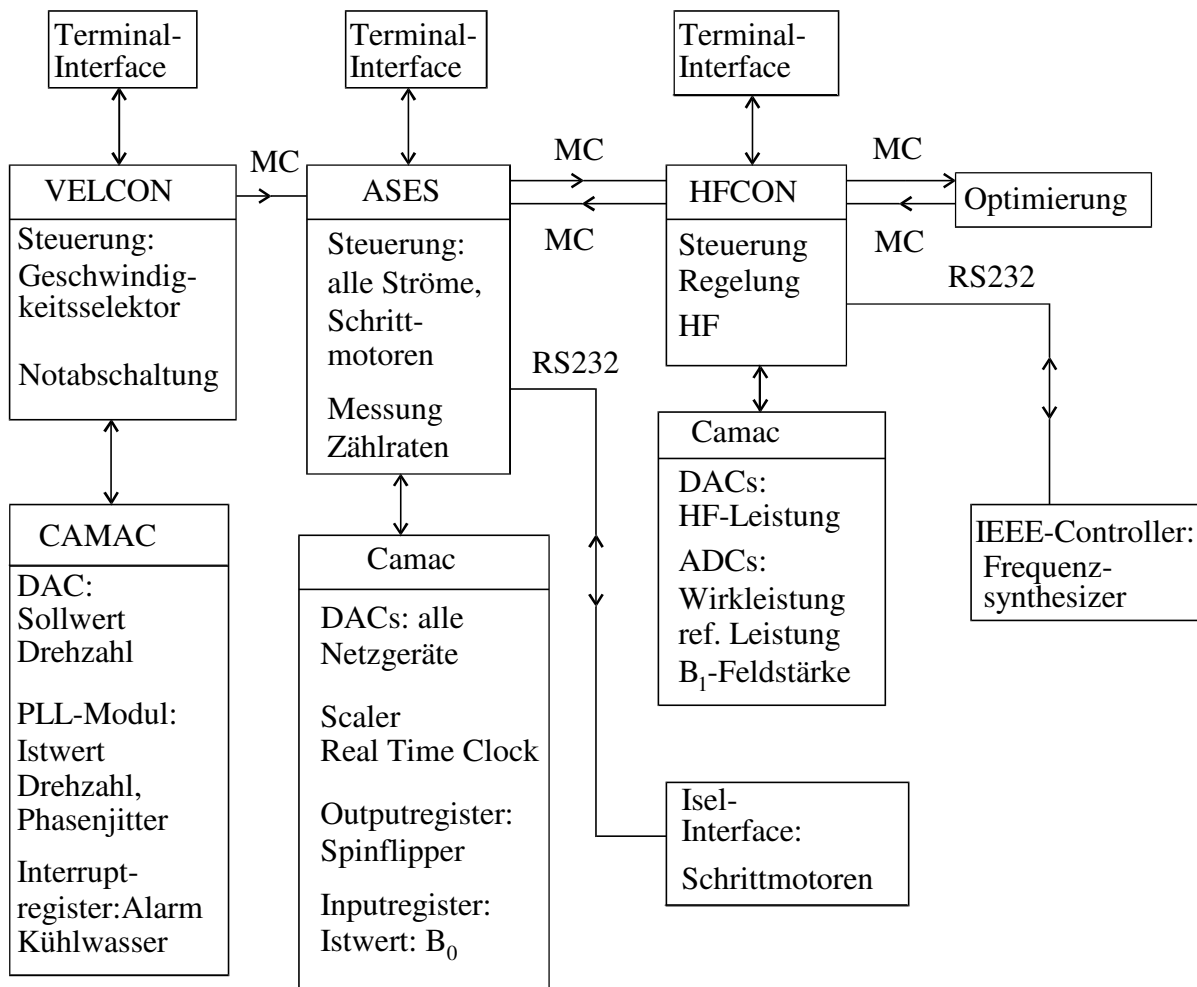 Terminal-
Interface
Terminal-
Interface
Terminal-
Interface
MC
MC
MC
VELCON
ASES
HFCON
Optimierung
MC
MC
Steuerung:
Geschwindig-
keitsselektor
Notabschaltung
Steuerung:
alle Ströme,
Schritt-
motoren
Messung
Zählraten
Steuerung
Regelung
HF
RS232
RS232
CAMAC
DAC:
Sollwert
Drehzahl
PLL-Modul:
Istwert
Drehzahl,
Phasenjitter
Interrupt-
register:Alarm
Kühlwasser
Camac
DACs: alle
Netzgeräte
Scaler
Real Time Clock
Outputregister:
Spinflipper
Inputregister:
Istwert: B₀
Camac
DACs:
HF-Leistung
ADCs:
Wirkleistung
ref. Leistung
B₁-Feldstärke
IEEE-Controller:
Frequenz-
synthesizer
Isel-
Interface:
Schrittmotoren